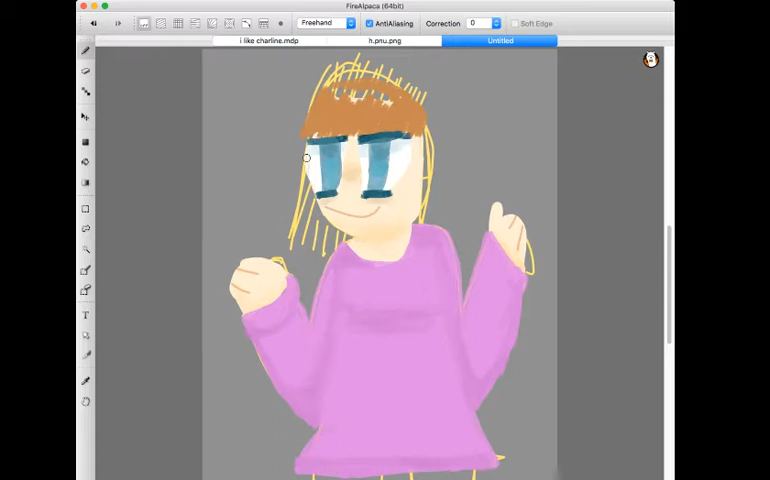 FireAlpaca (64bit)
Freehand AntiAliasing Correction 0 Soft Edge
i like charline.mdp h.pnu.png Untitled
T